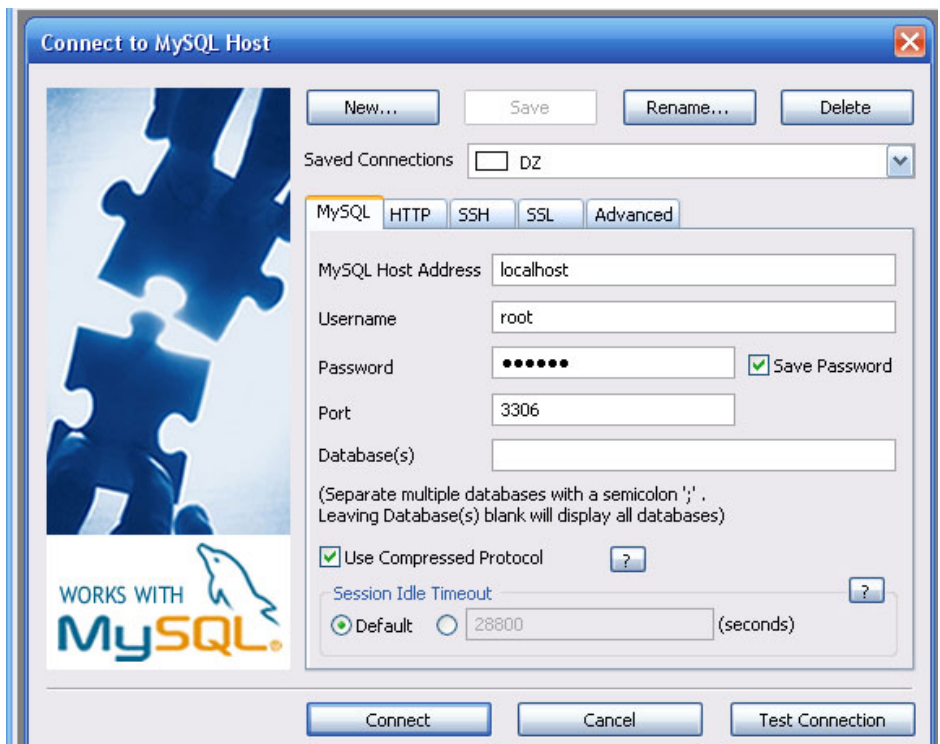 Connect to MySQL Host
New... Save Rename... Delete
Saved Connections DZ
MySQL HTTP SSH SSL Advanced
MySQL Host Address localhost
Username root
Password •••••• Save Password
Port 3306
Database(s)
(Separate multiple databases with a semicolon ';' .
Leaving Database(s) blank will display all databases)
Use Compressed Protocol ?
Session Idle Timeout ?
Default 28800 (seconds)
WORKS WITH
MySQL®
Connect Cancel Test Connection